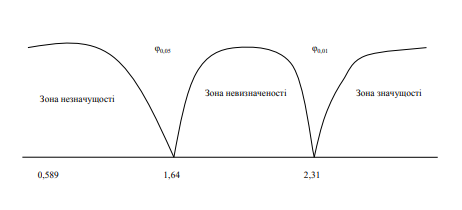 φ0,05 φ0,01
Зона незначущості Зона невизначеності Зона значущості
0,589 1,64 2,31